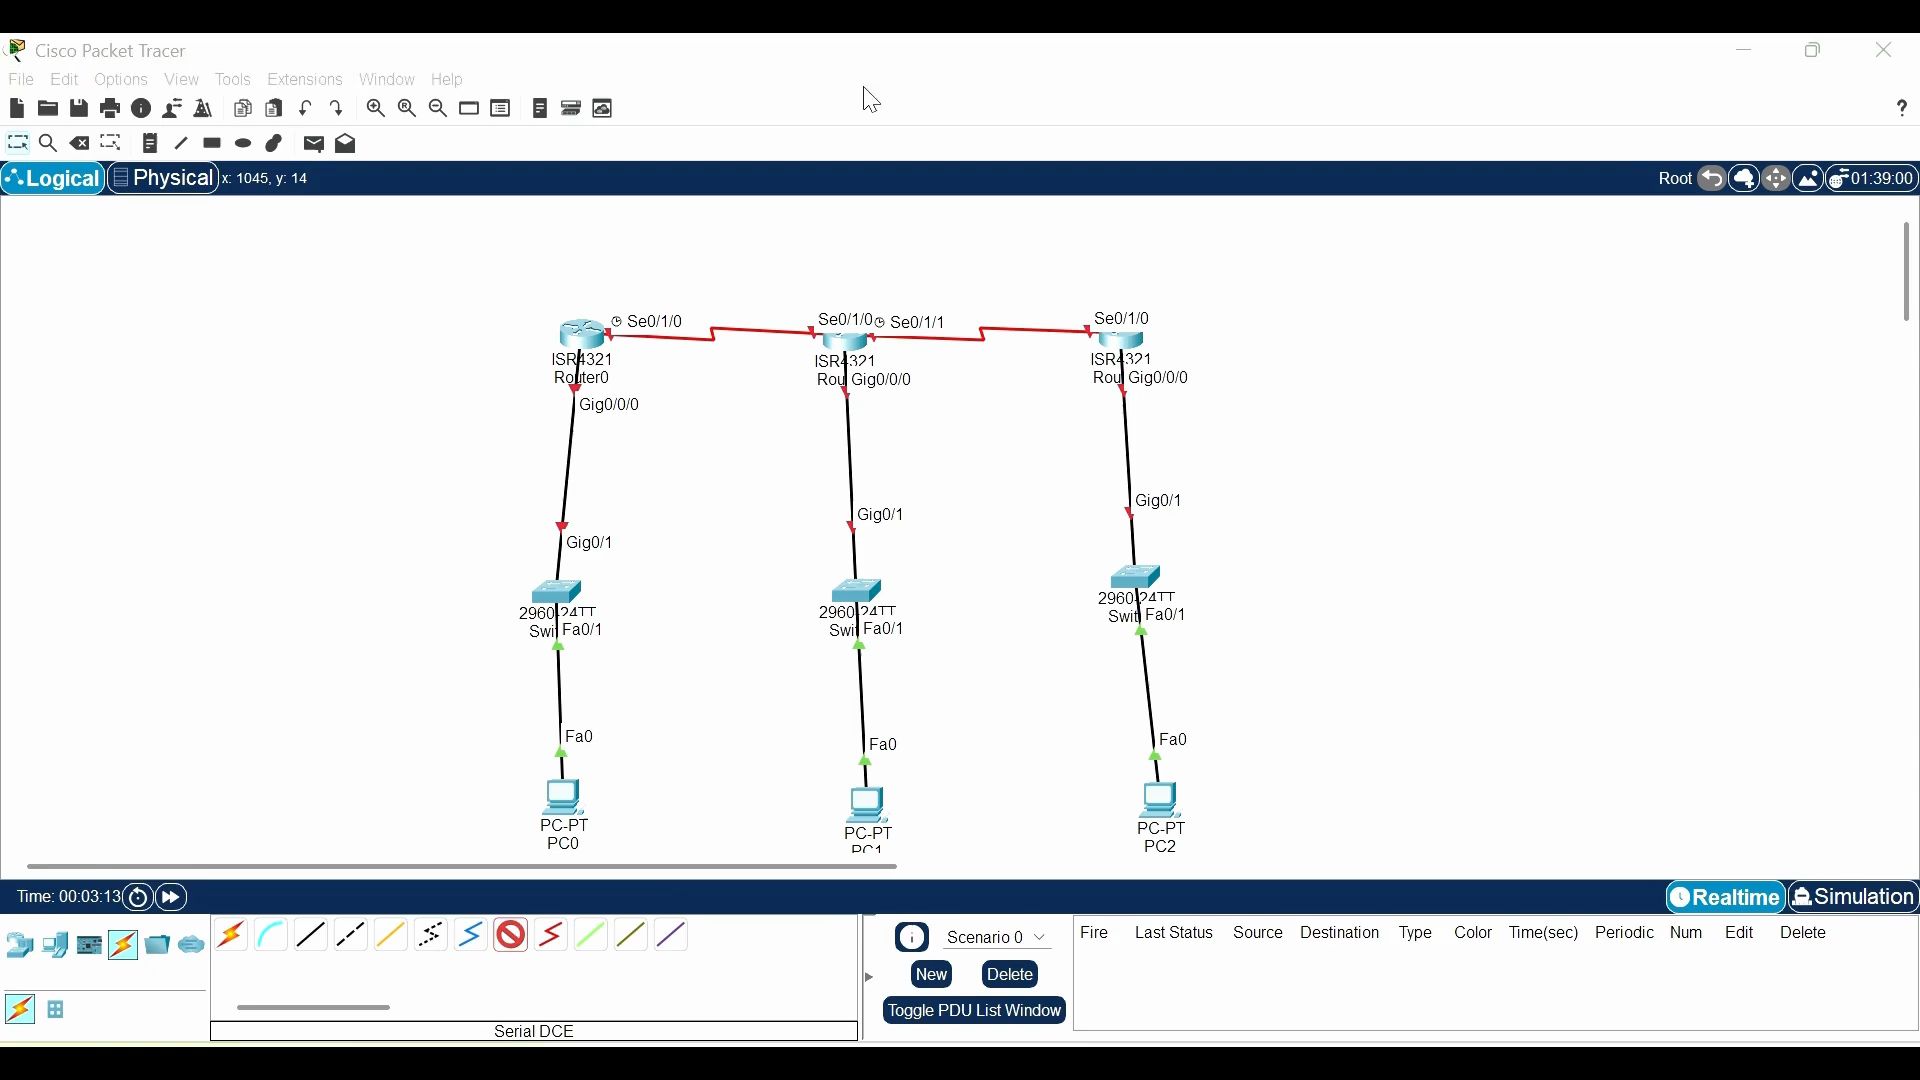 Cisco Packet Tracer
File Edit Options View Tools Extensions Window Help
?
Logical Physical x: 1045, y: 14 Root 01:39:00
Se0/1/0 Se0/1/0 Se0/1/1 Se0/1/0
ISR4321 ISR4321 ISR4321
Router0 Rou Gig0/0/0 Rou Gig0/0/0
Gig0/0/0
Gig0/1 Gig0/1 Gig0/1
2960-24TT 2960-24TT 2960-24TT
Swit Fa0/1 Swit Fa0/1 Swit Fa0/1
Fa0 Fa0 Fa0
PC-PT PC-PT PC-PT
PC0 PC1 PC2
Time: 00:03:13 Realtime Simulation
Scenario 0 Fire Last Status Source Destination Type Color Time(sec) Periodic Num Edit Delete
New Delete
Toggle PDU List Window
Serial DCE